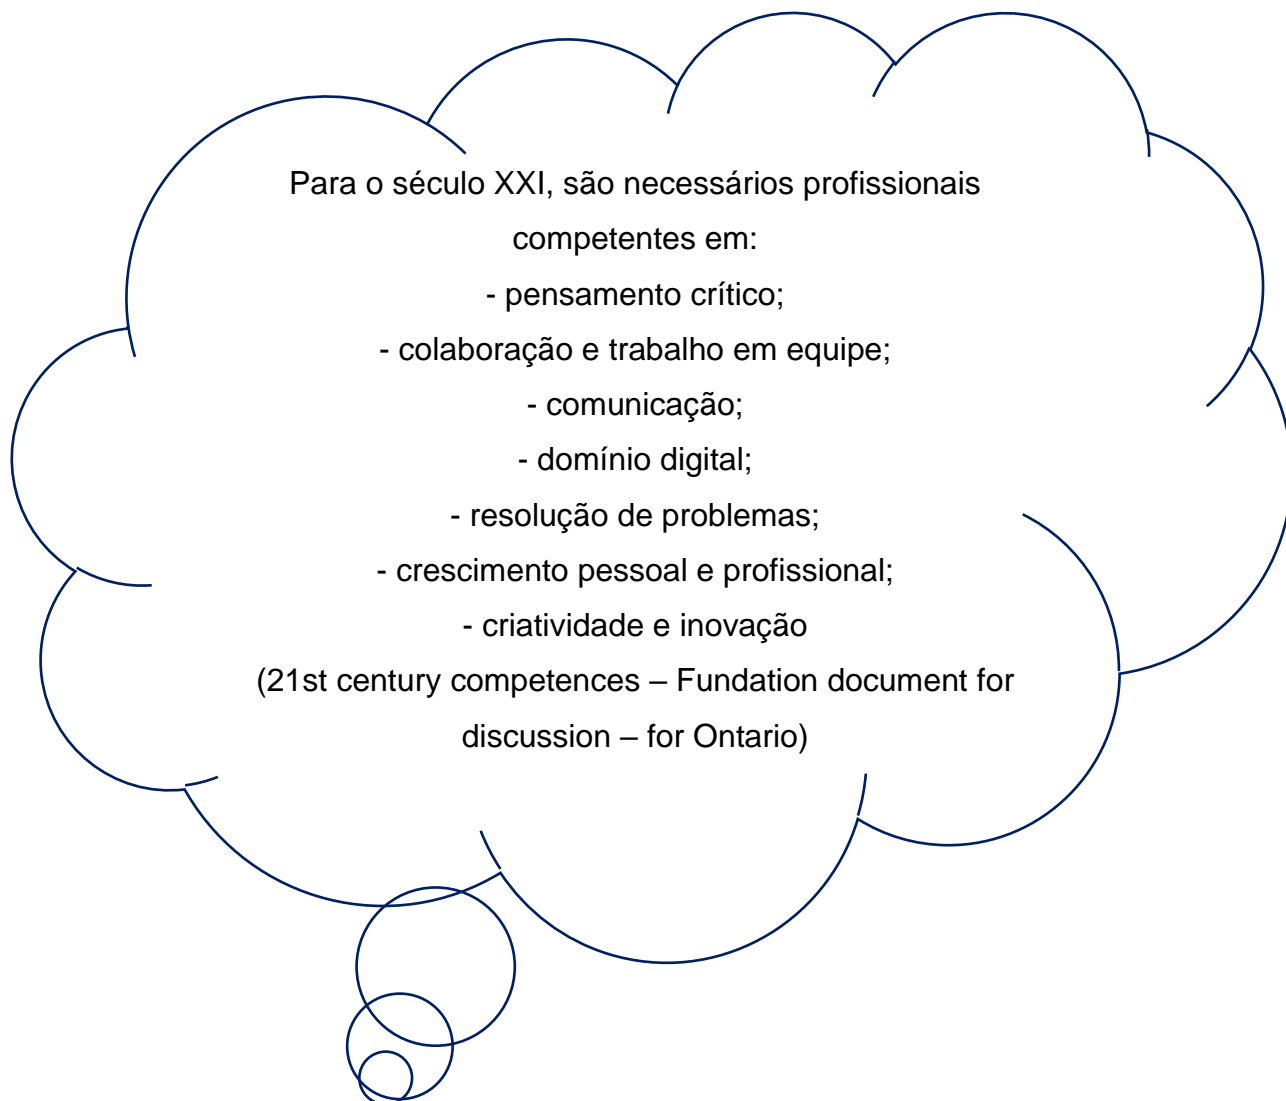 Para o século XXI, são necessários profissionais
competentes em:
- pensamento crítico;
- colaboração e trabalho em equipe;
- comunicação;
- domínio digital;
- resolução de problemas;
- crescimento pessoal e profissional;
- criatividade e inovação
(21st century competences – Fundation document for
discussion – for Ontario)